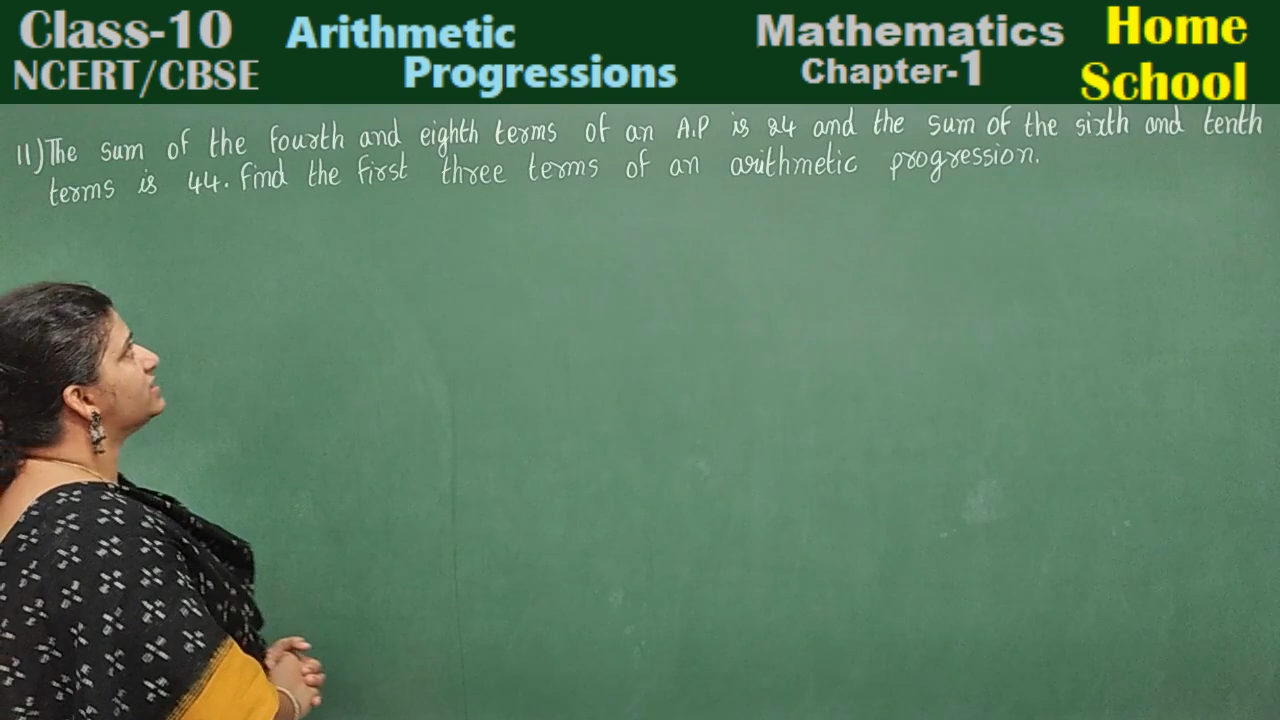 Class-10
NCERT/CBSE
Arithmetic
Progressions
Mathematics
Chapter-1
Home
School
11) The sum of the fourth and eighth terms of an A.P is 24 and the sum of the sixth and tenth
terms is 44. Find the first three terms of an arithmetic progression.